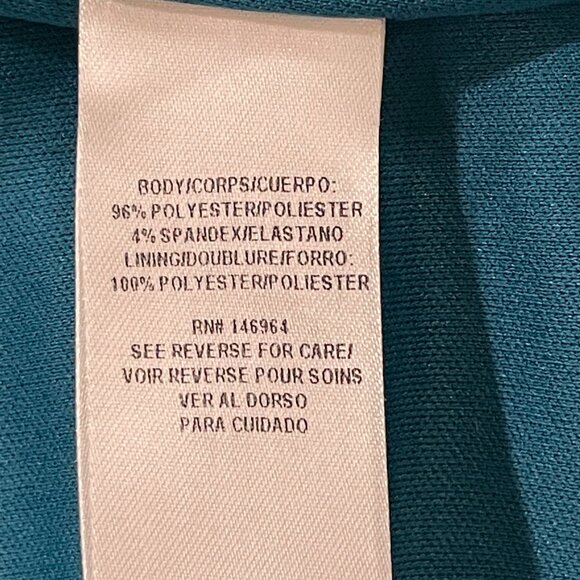 BODY/CORPS/CUERPO:
96% POLYESTER/POLIESTER
4% SPANDEX/ELASTANO
LINING/DOUBLURE/FORRO:
100% POLYESTER/POLIESTER
RN# 146964
SEE REVERSE FOR CARE/
VOIR REVERSE POUR SOINS
VER AL DORSO
PARA CUIDADO